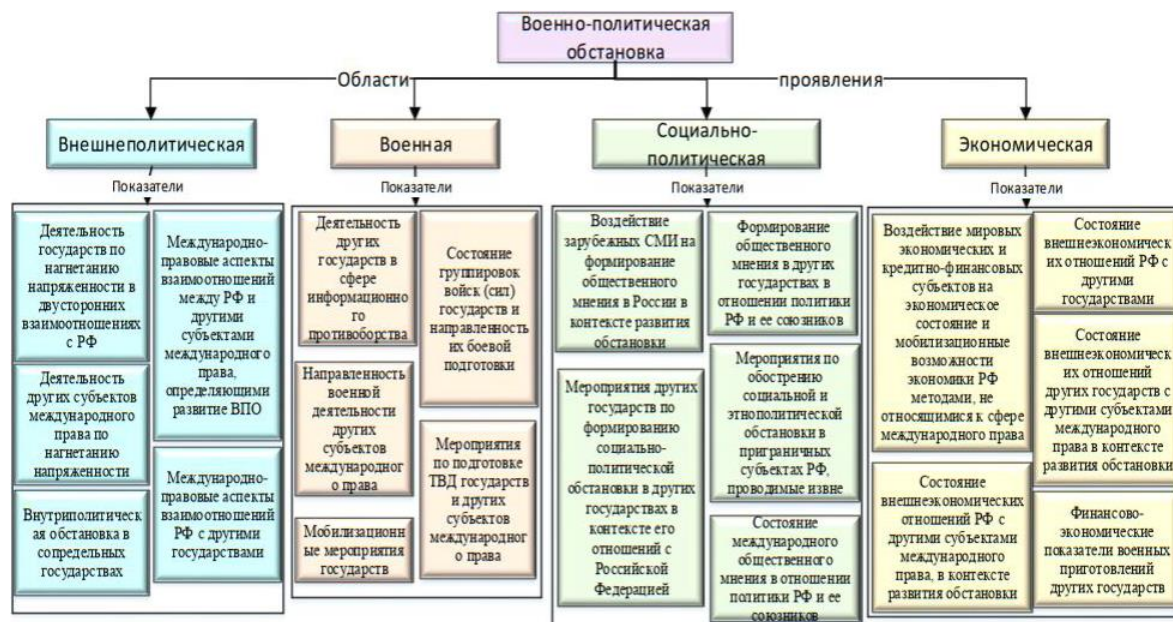 Военно-политическая
обстановка
Области
проявления
Внешнеполитическая
Военная
Социально-
политическая
Экономическая
Показатели
Показатели
Показатели
Показатели
Деятельность
государств по
нагнетанию
напряженности в
двусторонних
взаимоотношениях
с РФ
Деятельность
других субъектов
международного
права по
нагнетанию
напряженности
Внутриполитическ
ая обстановка в
сопредельных
государствах
Международно-
правовые аспекты
взаимоотношений
между РФ и
другими
субъектами
международного
права,
определяющими
развитие ВПО
Международно-
правовые аспекты
взаимоотношений
РФ с другими
государствами
Деятельность
других
государств в
сфере
информационно
го
противоборства
Направленность
военной
деятельности
других
субъектов
международног
о права
Мобилизацион
ные мероприятия
государств
Состояние
группировок
войск (сил)
государств и
направленность
их боевой
подготовки
Мероприятия
по подготовке
ТВД государств
и других
субъектов
международног
о права
Воздействие
зарубежных СМИ на
формирование
общественного
мнения в России в
контексте развития
обстановки
Мероприятия других
государств по
формированию
социально-
политической
обстановки в других
государствах в
контексте его
отношений с
Российской
Федерацией
Формирование
общественного
мнения в других
государствах в
отношении политики
РФ и ее союзников
Мероприятия по
обострению
социальной и
этнополитической
обстановки в
приграничных
субъектах РФ,
проводимые извне
Состояние
международного
общественного
мнения в отношении
политики РФ и ее
союзников
Воздействие мировых
экономических и
кредитно-финансовых
субъектов на
экономическое
состояние и
мобилизационные
возможности
экономики РФ
методами, не
относящимися к сфере
международного права
Состояние
внешнеэкономических
отношений РФ с
другими субъектами
международного
права, в контексте
развития обстановки
Состояние
внешнеэкономическ
их отношений РФ с
другими
государствами
Состояние
внешнеэкономическ
их отношений
других государств с
другими субъектами
международного
права в контексте
развития обстановки
Финансово-
экономические
показатели военных
приготовлений
других государств